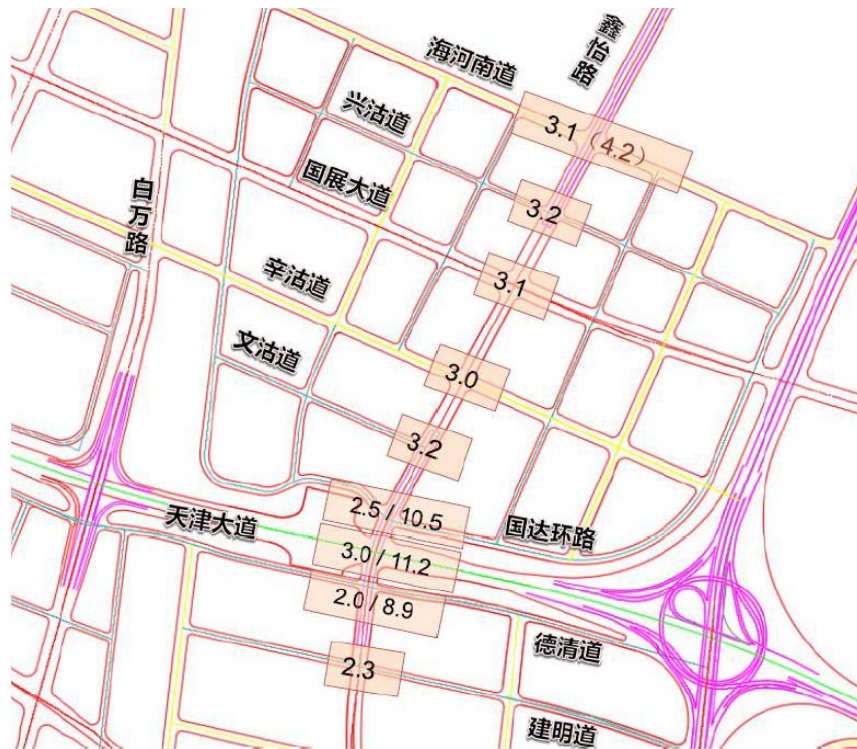 海河南道
鑫怡路
兴沽道
3.1（4.2）
国展大道
白万路
3.2
辛沽道
3.1
文沽道
3.0
3.2
天津大道
2.5 / 10.5
国达环路
3.0 / 11.2
2.0 / 8.9
德清道
2.3
建明道